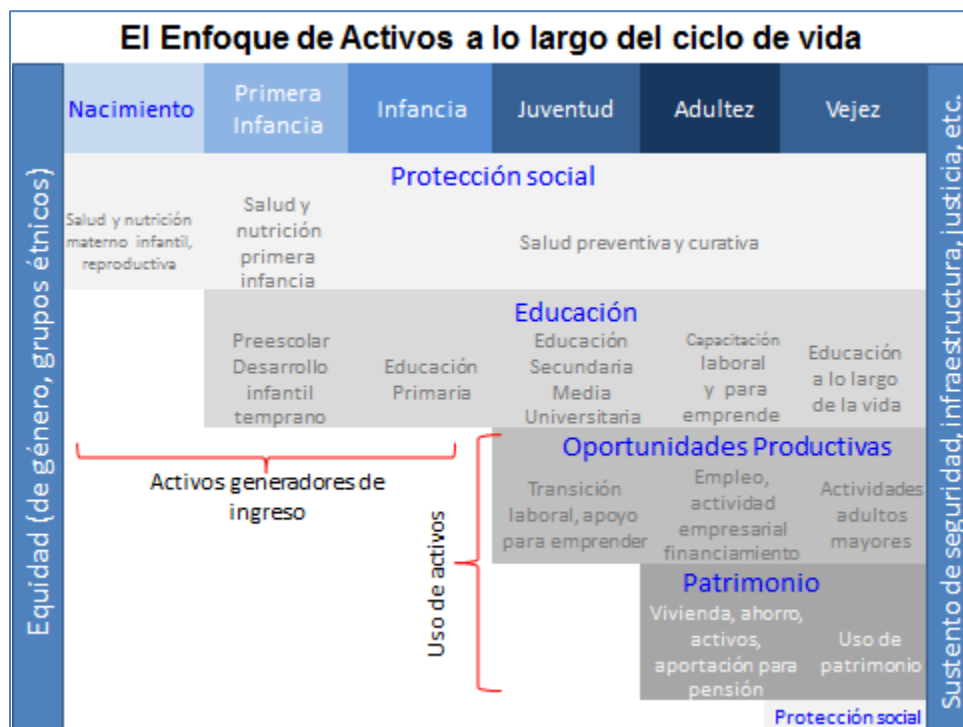 El Enfoque de Activos a lo largo del ciclo de vida
Equidad (de género, grupos étnicos)
Nacimiento
Primera
Infancia
Infancia
Juventud
Adultez
Vejez
Sustento de seguridad, infraestructura, justicia, etc.
Protección social
Salud y nutrición
materno infantil,
reproductiva
Salud y
nutrición
primera
infancia
Salud preventiva y curativa
Educación
Preescolar
Desarrollo
infantil
temprano
Educación
Primaria
Educación
Secundaria
Media
Universitaria
Capacitación
laboral
y para
emprende
Educación
a lo largo
de la vida
Activos generadores de
ingreso
Uso de activos
Oportunidades Productivas
Transición
laboral, apoyo
para emprender
Empleo,
actividad
empresarial
financiamiento
Actividades
adultos
mayores
Patrimonio
Vivienda, ahorro,
activos,
aportación para
pensión
Uso de
patrimonio
Protección social